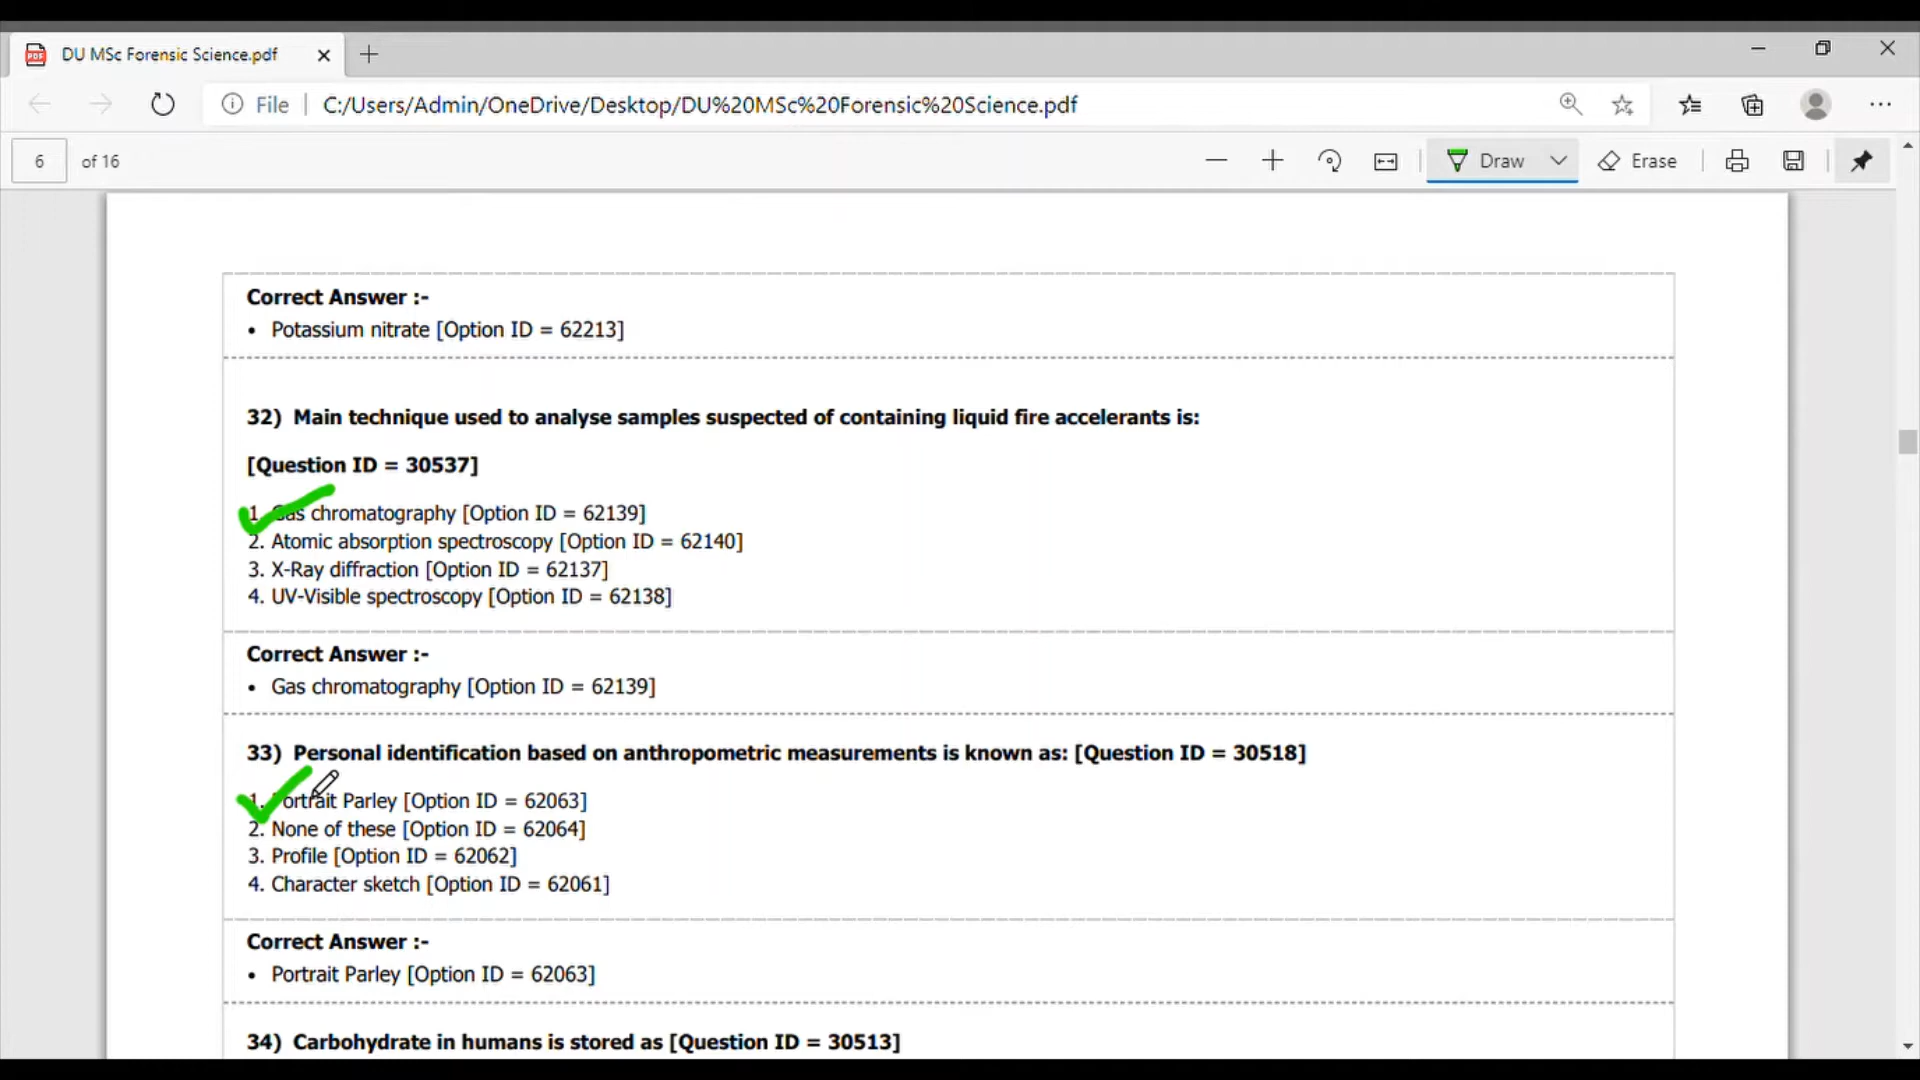 DU MSc Forensic Science.pdf
File
C:/Users/Admin/OneDrive/Desktop/DU%20MSc%20Forensic%20Science.pdf
6 of 16
Draw
Erase
Correct Answer :-
• Potassium nitrate [Option ID = 62213]
32) Main technique used to analyse samples suspected of containing liquid fire accelerants is:
[Question ID = 30537]
1. Gas chromatography [Option ID = 62139]
2. Atomic absorption spectroscopy [Option ID = 62140]
3. X-Ray diffraction [Option ID = 62137]
4. UV-Visible spectroscopy [Option ID = 62138]
Correct Answer :-
• Gas chromatography [Option ID = 62139]
33) Personal identification based on anthropometric measurements is known as: [Question ID = 30518]
1. Portrait Parley [Option ID = 62063]
2. None of these [Option ID = 62064]
3. Profile [Option ID = 62062]
4. Character sketch [Option ID = 62061]
Correct Answer :-
• Portrait Parley [Option ID = 62063]
34) Carbohydrate in humans is stored as [Question ID = 30513]